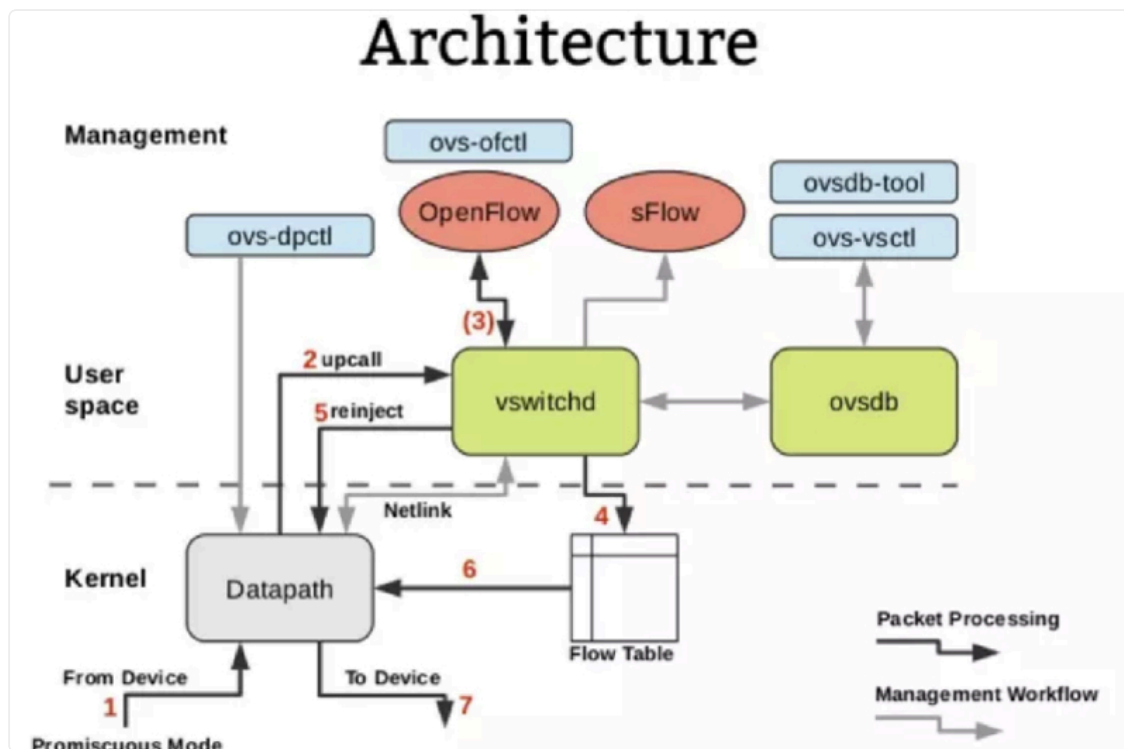 Architecture
Management
ovs-ofctl
OpenFlow
sFlow
ovsdb-tool
ovs-dpctl
ovs-vsctl
(3)
User
space
2 upcall
5 reinject
vswitchd
ovsdb
Netlink
4
Kernel
Datapath
6
Flow Table
Packet Processing
From Device
To Device
1
7
Management Workflow
Promiscuous Mode